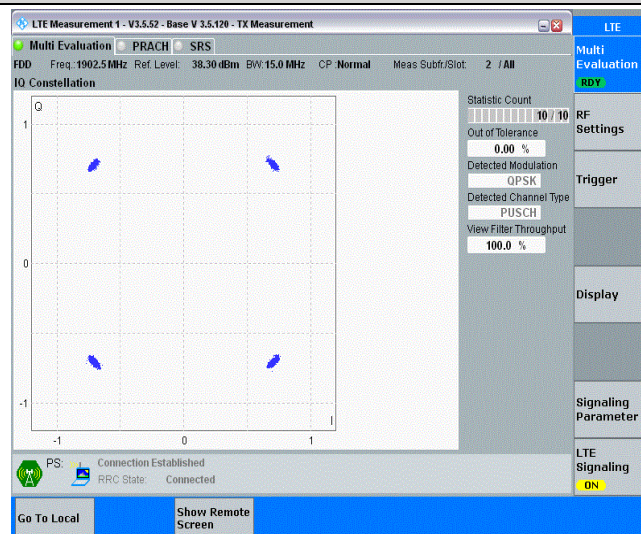 LTE Measurement 1 - V3.5.52 - Base V 3.5.120 - TX Measurement
LTE
Multi Evaluation PRACH SRS
Multi
Evaluation
RDY
FDD Freq.:1902.5 MHz Ref. Level: 38.30 dBm BW:15.0 MHz CP :Normal Meas Subfr./Slot: 2 / All
IQ Constellation
Q
1
0
-1
I
-1 0 1
Statistic Count
10 / 10
Out of Tolerance
0.00 %
Detected Modulation
QPSK
Detected Channel Type
PUSCH
View Filter Throughput
100.0 %
RF
Settings
Trigger
Display
Signaling
Parameter
LTE
Signaling
ON
PS: Connection Established
RRC State: Connected
Go To Local
Show Remote
Screen